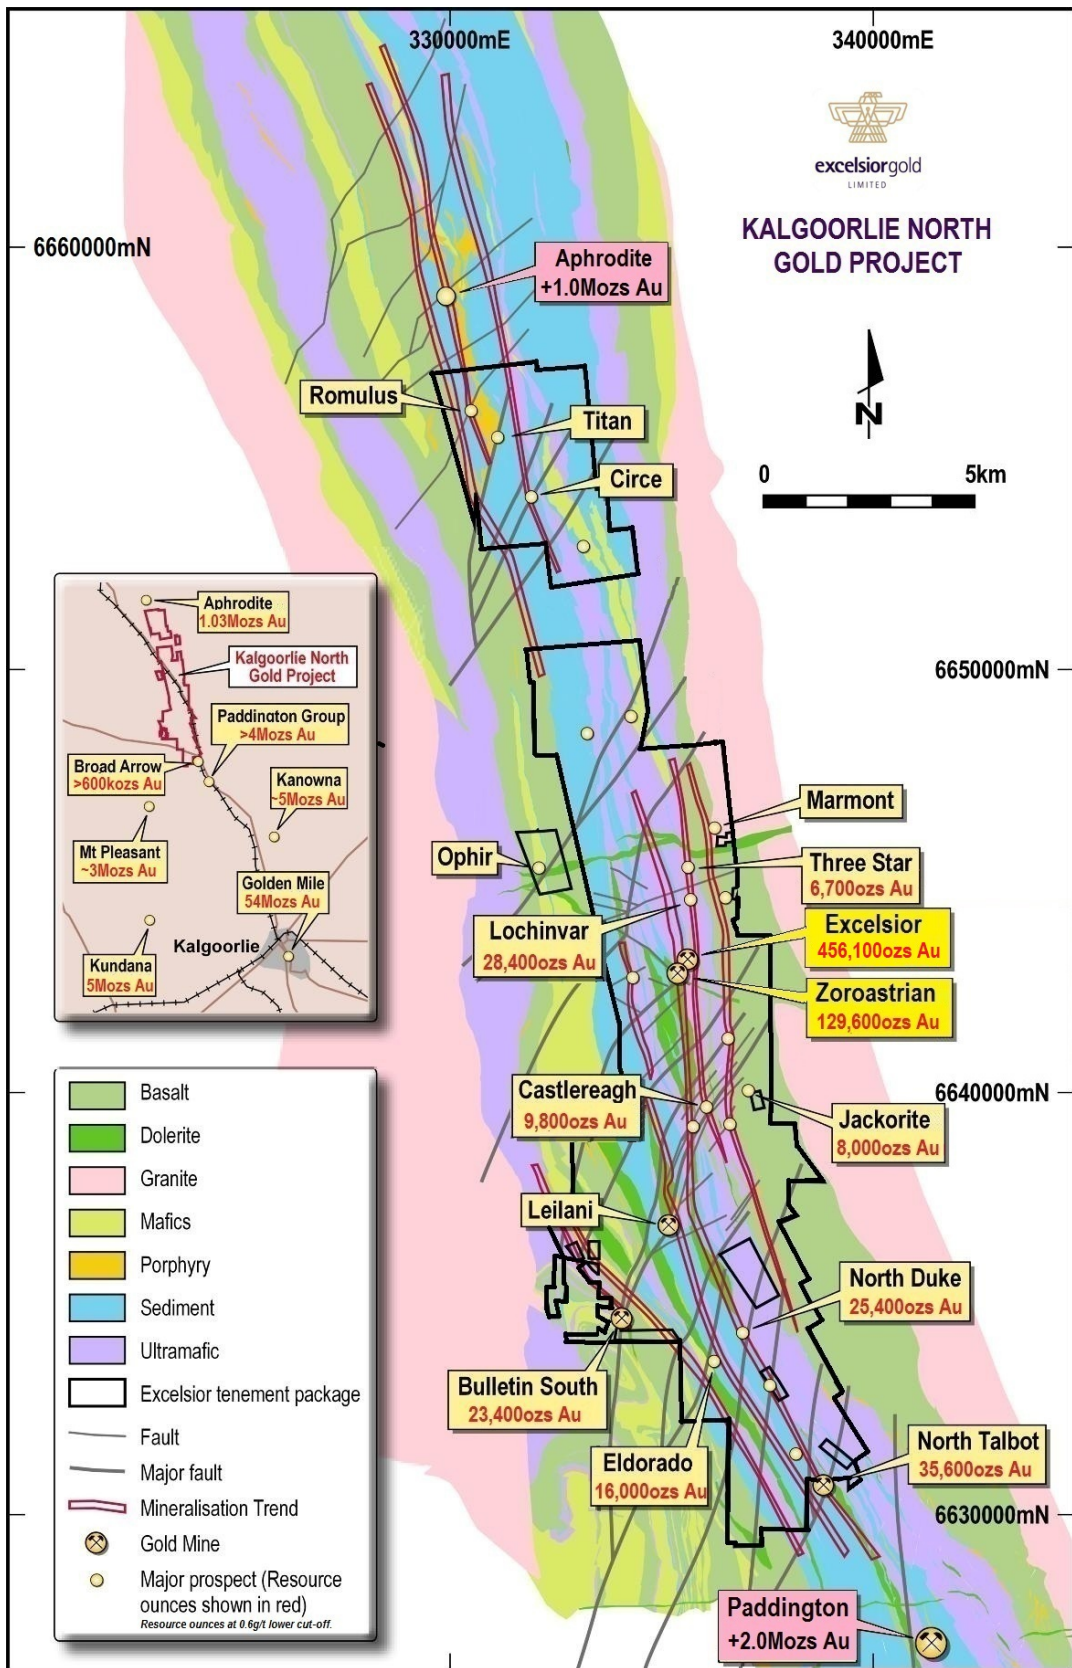 330000mE
340000mE
excelsiorgold
LIMITED
KALGOORLIE NORTH
GOLD PROJECT
6660000mN
Aphrodite
+1.0Mozs Au
N
Romulus
Titan
Circe
0 5km
Aphrodite
1.03Mozs Au
Kalgoorlie North
Gold Project
Paddington Group
>4Mozs Au
Broad Arrow
>600kozs Au
Kanowna
~5Mozs Au
Mt Pleasant
~3Mozs Au
Golden Mile
54Mozs Au
Kalgoorlie
Kundana
5Mozs Au
6650000mN
Marmont
Ophir
Three Star
6,700ozs Au
Lochinvar
28,400ozs Au
Excelsior
456,100ozs Au
Zoroastrian
129,600ozs Au
Castlereagh
9,800ozs Au
6640000mN
Jackorite
8,000ozs Au
Leilani
North Duke
25,400ozs Au
Bulletin South
23,400ozs Au
Eldorado
16,000ozs Au
North Talbot
35,600ozs Au
6630000mN
Paddington
+2.0Mozs Au
Basalt
Dolerite
Granite
Mafics
Porphyry
Sediment
Ultramafic
Excelsior tenement package
Fault
Major fault
Mineralisation Trend
Gold Mine
Major prospect (Resource
ounces shown in red)
Resource ounces at 0.6g/t lower cut-off.